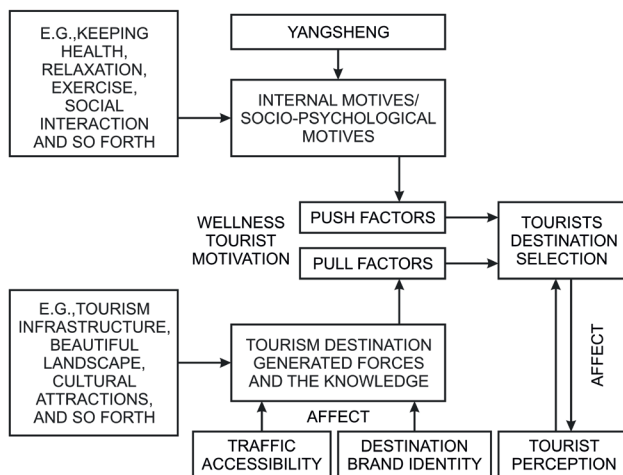 E.G.,KEEPING
HEALTH,
RELAXATION,
EXERCISE,
SOCIAL
INTERACTION
AND SO FORTH
YANGSHENG
INTERNAL MOTIVES/
SOCIO-PSYCHOLOGICAL
MOTIVES
WELLNESS
TOURIST
MOTIVATION
PUSH FACTORS
PULL FACTORS
TOURISTS
DESTINATION
SELECTION
E.G.,TOURISM
INFRASTRUCTURE,
BEAUTIFUL
LANDSCAPE,
CULTURAL
ATTRACTIONS,
AND SO FORTH
TOURISM DESTINATION
GENERATED FORCES
AND THE KNOWLEDGE
AFFECT
AFFECT
TRAFFIC
ACCESSIBILITY
DESTINATION
BRAND IDENTITY
TOURIST
PERCEPTION